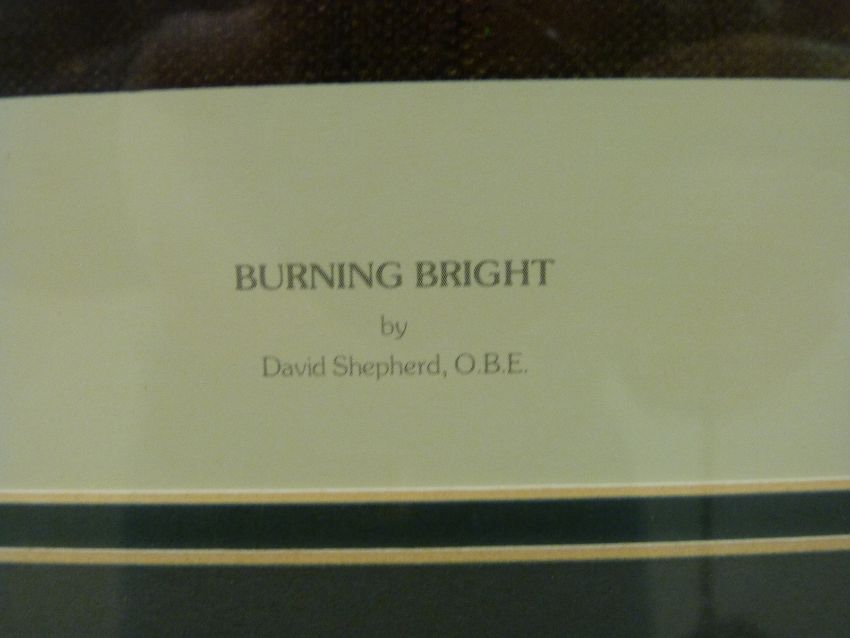 BURNING BRIGHT
by
David Shepherd, O.B.E.